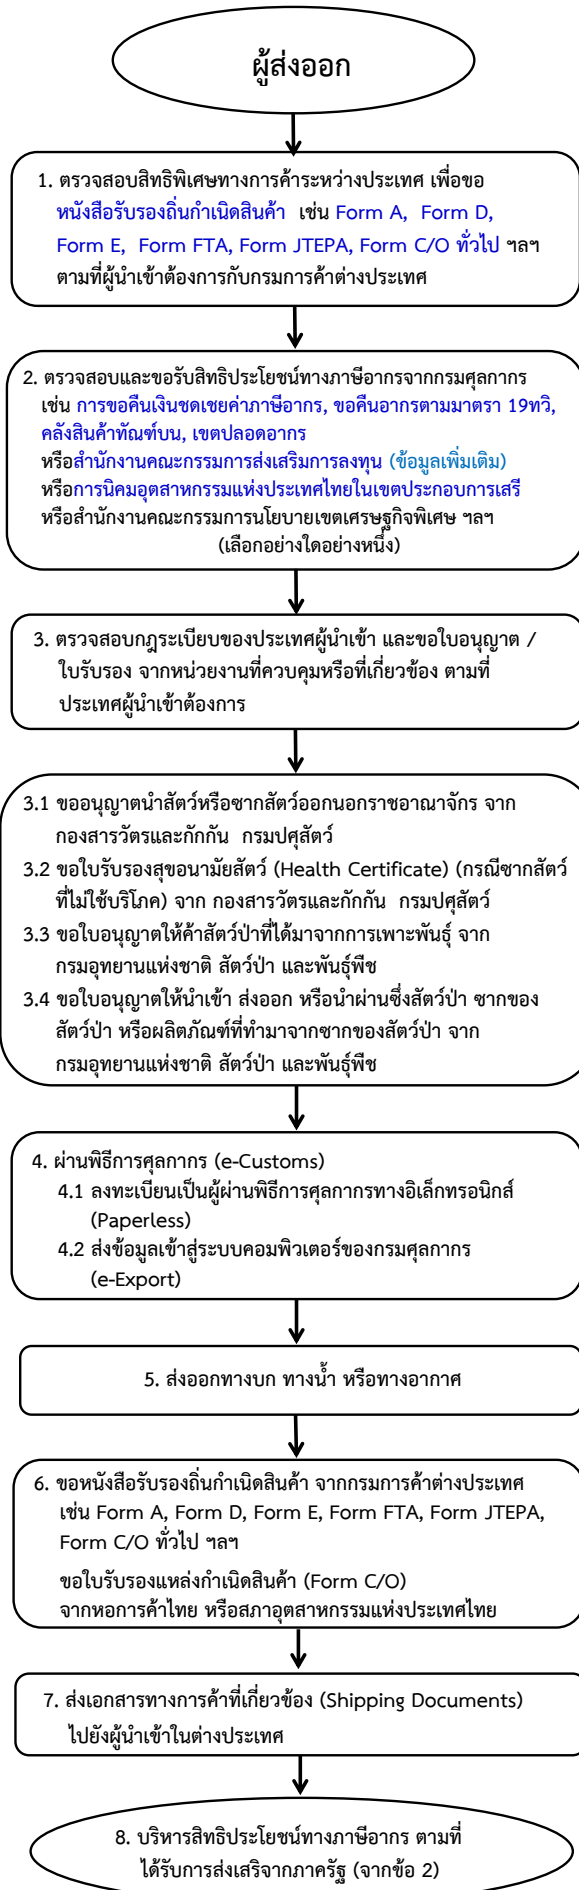 ผู้ส่งออก
1. ตรวจสอบสิทธิพิเศษทางการค้าระหว่างประเทศ เพื่อขอ
หนังสือรับรองถิ่นกำเนิดสินค้า เช่น Form A, Form D,
Form E, Form FTA, Form JTEPA, Form C/O ทั่วไป ฯลฯ
ตามที่ผู้นำเข้าต้องการกับกรมการค้าต่างประเทศ
2. ตรวจสอบและขอรับสิทธิประโยชน์ทางภาษีอากรจากกรมศุลกากร
เช่น การขอคืนเงินชดเชยค่าภาษีอากร, ขอคืนอากรตามมาตรา 19ทวิ,
คลังสินค้าทัณฑ์บน, เขตปลอดอากร
หรือสำนักงานคณะกรรมการส่งเสริมการลงทุน (ข้อมูลเพิ่มเติม)
หรือการนิคมอุตสาหกรรมแห่งประเทศไทยในเขตประกอบการเสรี
หรือสำนักงานคณะกรรมการนโยบายเขตเศรษฐกิจพิเศษ ฯลฯ
(เลือกอย่างใดอย่างหนึ่ง)
3. ตรวจสอบกฎระเบียบของประเทศผู้นำเข้า และขอใบอนุญาต /
ใบรับรอง จากหน่วยงานที่ควบคุมหรือที่เกี่ยวข้อง ตามที่
ประเทศผู้นำเข้าต้องการ
3.1 ขออนุญาตนำสัตว์หรือซากสัตว์ออกนอกราชอาณาจักร จาก
กองสารวัตรและกักกัน กรมปศุสัตว์
3.2 ขอใบรับรองสุขอนามัยสัตว์ (Health Certificate) (กรณีซากสัตว์
ที่ไม่ใช้บริโภค) จาก กองสารวัตรและกักกัน กรมปศุสัตว์
3.3 ขอใบอนุญาตให้ค้าสัตว์ป่าที่ได้มาจากการเพาะพันธุ์ จาก
กรมอุทยานแห่งชาติ สัตว์ป่า และพันธุ์พืช
3.4 ขอใบอนุญาตให้นำเข้า ส่งออก หรือนำผ่านซึ่งสัตว์ป่า ซากของ
สัตว์ป่า หรือผลิตภัณฑ์ที่ทำมาจากซากของสัตว์ป่า จาก
กรมอุทยานแห่งชาติ สัตว์ป่า และพันธุ์พืช
4. ผ่านพิธีการศุลกากร (e-Customs)
4.1 ลงทะเบียนเป็นผู้ผ่านพิธีการศุลกากรทางอิเล็กทรอนิกส์
(Paperless)
4.2 ส่งข้อมูลเข้าสู่ระบบคอมพิวเตอร์ของกรมศุลกากร
(e-Export)
5. ส่งออกทางบก ทางน้ำ หรือทางอากาศ
6. ขอหนังสือรับรองถิ่นกำเนิดสินค้า จากกรมการค้าต่างประเทศ
เช่น Form A, Form D, Form E, Form FTA, Form JTEPA,
Form C/O ทั่วไป ฯลฯ
ขอใบรับรองแหล่งกำเนิดสินค้า (Form C/O)
จากหอการค้าไทย หรือสภาอุตสาหกรรมแห่งประเทศไทย
7. ส่งเอกสารทางการค้าที่เกี่ยวข้อง (Shipping Documents)
ไปยังผู้นำเข้าในต่างประเทศ
8. บริหารสิทธิประโยชน์ทางภาษีอากร ตามที่
ได้รับการส่งเสริจากภาครัฐ (จากข้อ 2)